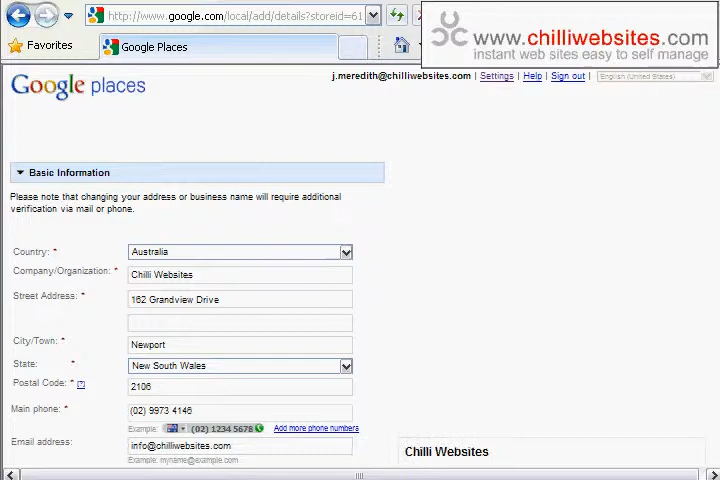 http://www.google.com/local/add/details?storeid=61
www.chilliwebsites.com
instant web sites easy to self manage
Favorites
Google Places
Google places
j.meredith@chilliwebsites.com | Settings | Help | Sign out | English (United States)
Basic Information
Please note that changing your address or business name will require additional
verification via mail or phone.
Country: * Australia
Company/Organization: * Chilli Websites
Street Address: * 162 Grandview Drive
City/Town: * Newport
State: * New South Wales
Postal Code: * [?] 2106
Main phone: * (02) 9973 4146
Example: (02) 1234 5678 Add more phone numbers
Email address: info@chilliwebsites.com
Example: myname@example.com
Chilli Websites